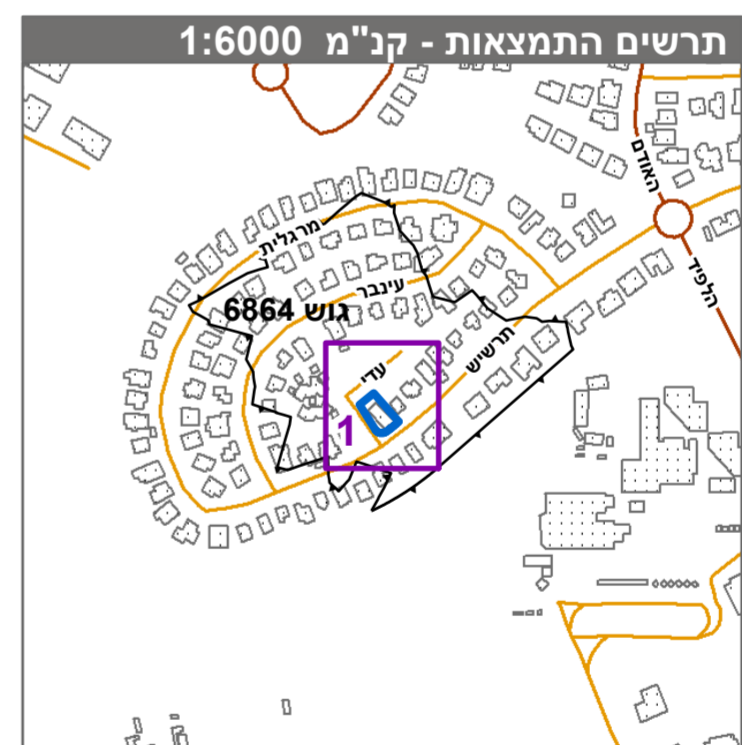 תרשים התמצאות - קנ"מ 1:6000
האודם
מרגלית
הלפיד
עינבר
גוש 6864
תרשיש
עדי
1